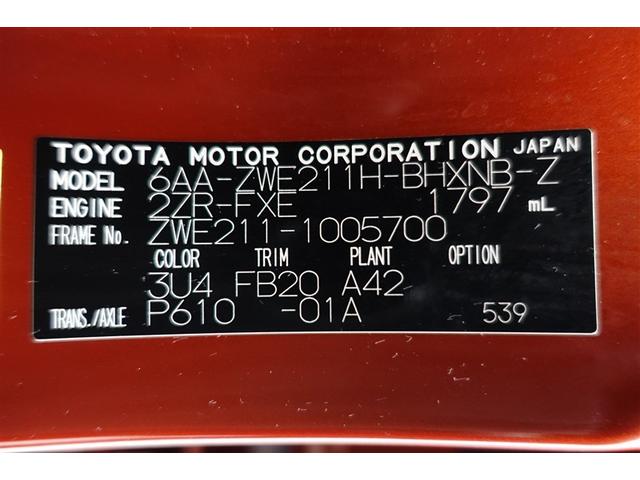 TOYOTA MOTOR CORPORATION JAPAN
MODEL 6AA-ZWE211H-BHXNB-Z
ENGINE 2ZR-FXE 1797 mL
FRAME No. ZWE211-1005700
COLOR TRIM PLANT OPTION
3U4 FB20 A42
TRANS./AXLE P610 -01A 539